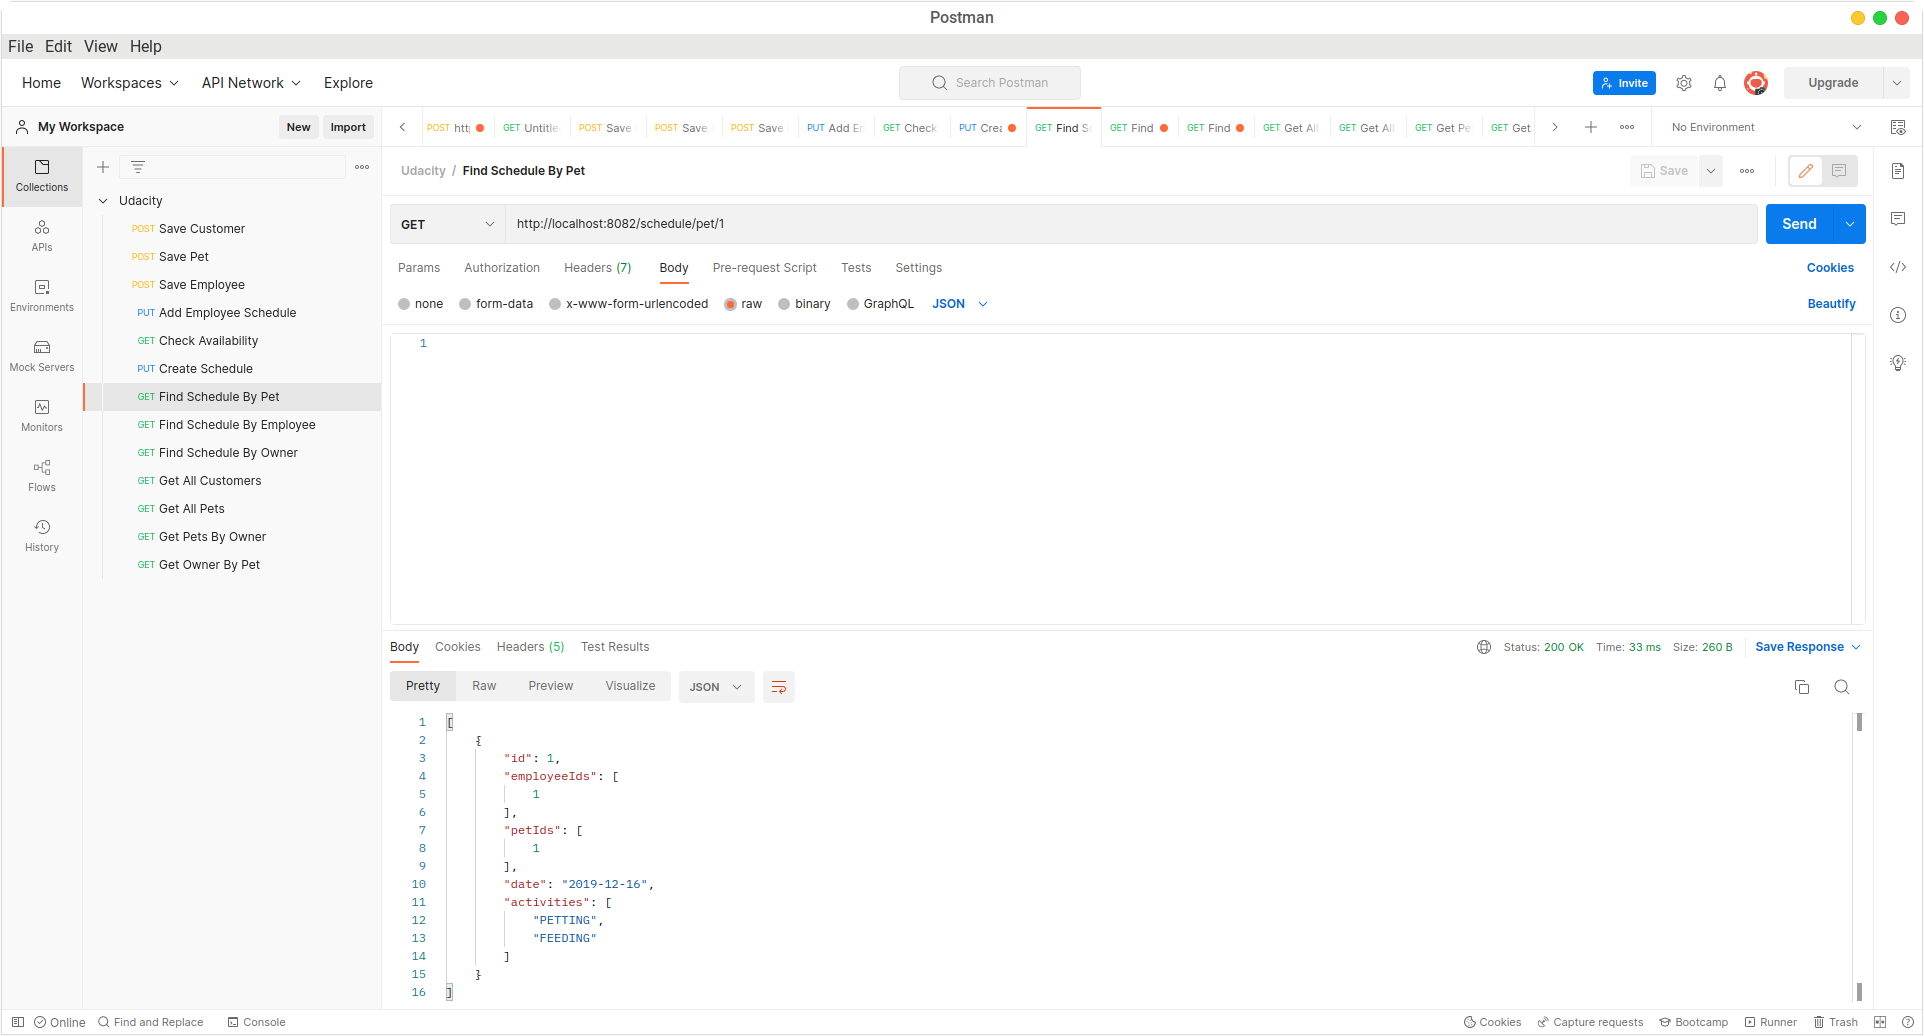 Postman
File Edit View Help
Home Workspaces API Network Explore Search Postman Invite Upgrade
My Workspace New Import
POST htt GET Untitle POST Save POST Save POST Save PUT Add E GET Check PUT Crea GET Find S GET Find GET Find GET Get Al GET Get Al GET Get Pe GET Get No Environment
Collections
APIs
Environments
Mock Servers
Monitors
Flows
History
Udacity
POST Save Customer
POST Save Pet
POST Save Employee
PUT Add Employee Schedule
GET Check Availability
PUT Create Schedule
GET Find Schedule By Pet
GET Find Schedule By Employee
GET Find Schedule By Owner
GET Get All Customers
GET Get All Pets
GET Get Pets By Owner
GET Get Owner By Pet
Udacity / Find Schedule By Pet Save
GET http://localhost:8082/schedule/pet/1 Send
Params Authorization Headers (7) Body Pre-request Script Tests Settings Cookies
none form-data x-www-form-urlencoded raw binary GraphQL JSON Beautify
1
Body Cookies Headers (5) Test Results Status: 200 OK Time: 33 ms Size: 260 B Save Response
Pretty Raw Preview Visualize JSON
1 [
2 {
3 "id": 1,
4 "employeeIds": [
5 1
6 ],
7 "petIds": [
8 1
9 ],
10 "date": "2019-12-16",
11 "activities": [
12 "PETTING",
13 "FEEDING"
14 ]
15 }
16 ]
Online Find and Replace Console Cookies Capture requests Bootcamp Runner Trash